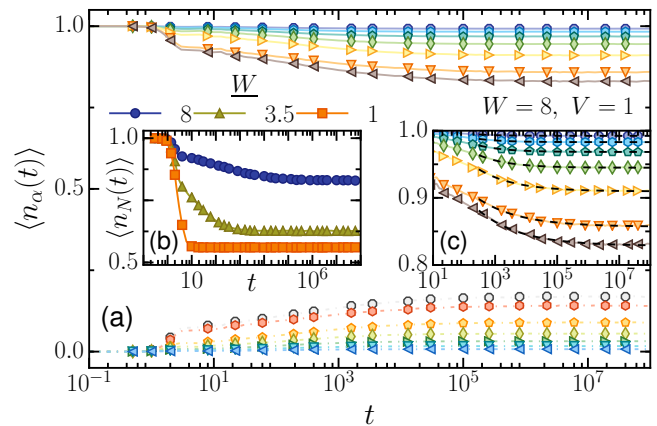 1.0
0.5
0.0
⟨n_α(t)⟩
W
8 3.5 1
W = 8, V = 1
1.0
0.5
⟨n_N(t)⟩
(b)
10 t 10^6
1.0
0.9
0.8
(c)
10^1 10^3 10^5 10^7
(a)
10^{-1} 10^1 10^3 10^5 10^7
t